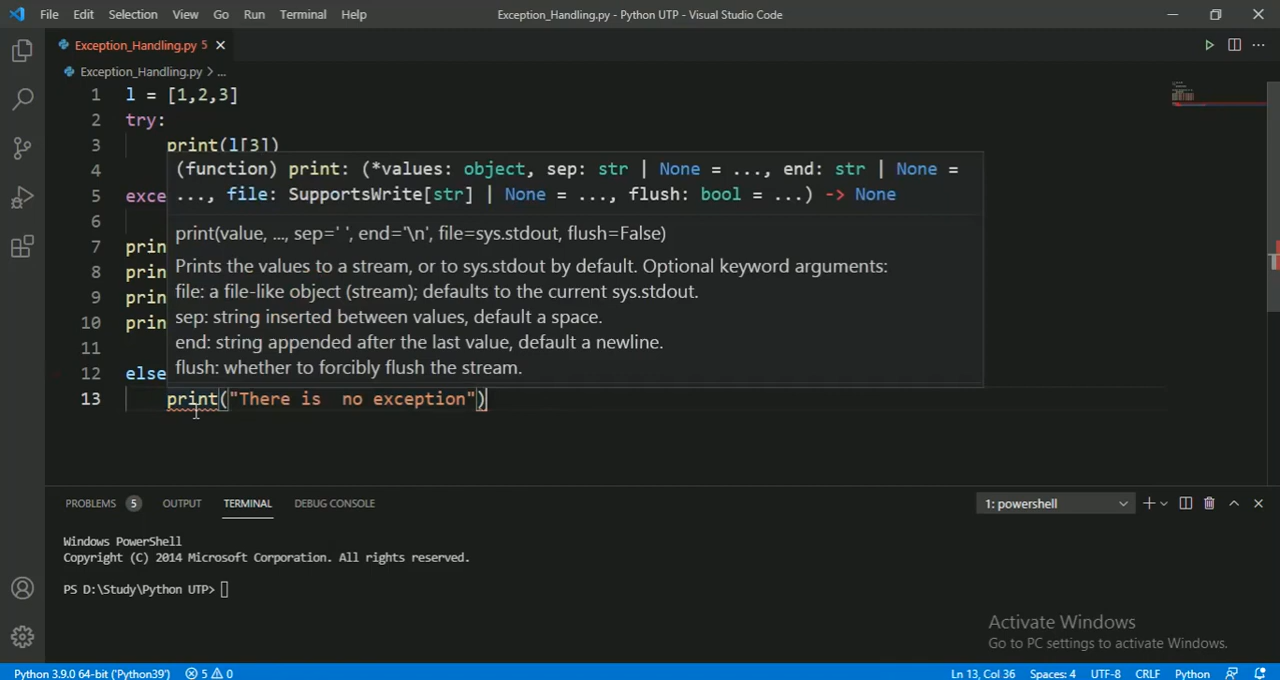 File Edit Selection View Go Run Terminal Help Exception_Handling.py - Python UTP - Visual Studio Code
Exception_Handling.py 5
Exception_Handling.py > ...
1 l = [1,2,3]
2 try:
3 print(l[3])
(function) print: (*values: object, sep: str | None = ..., end: str | None =
4
..., file: SupportsWrite[str] | None = ..., flush: bool = ...) -> None
5 exce
6
print(value, ..., sep=' ', end='\n', file=sys.stdout, flush=False)
7 prin
8 prin
Prints the values to a stream, or to sys.stdout by default. Optional keyword arguments:
9 prin
file: a file-like object (stream); defaults to the current sys.stdout.
10 prin
sep: string inserted between values, default a space.
11
end: string appended after the last value, default a newline.
12 else
flush: whether to forcibly flush the stream.
13 print("There is  no exception")
PROBLEMS 5 OUTPUT TERMINAL DEBUG CONSOLE 1: powershell
Windows PowerShell
Copyright (C) 2014 Microsoft Corporation. All rights reserved.
PS D:\Study\Python UTP>
Activate Windows
Go to PC settings to activate Windows.
Python 3.9.0 64-bit ('Python39') 5 0 Ln 13, Col 36 Spaces: 4 UTF-8 CRLF Python